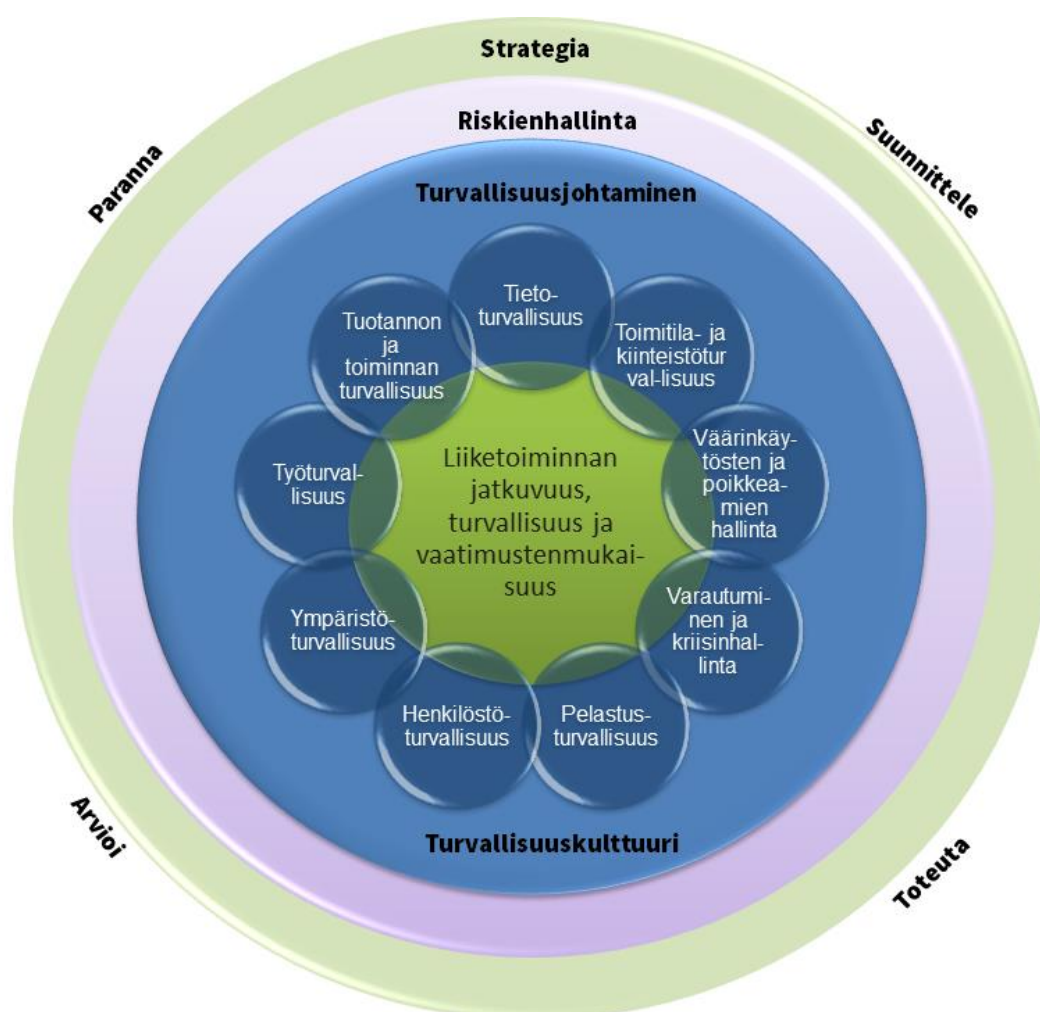 Strategia
Suunnittele
Paranna
Riskienhallinta
Turvallisuusjohtaminen
Tieto-
turvallisuus
Toimitila- ja
kiinteistötur
val-lisuus
Väärinkäy-
tösten ja
poikkea-
mien
hallinta
Varautumi-
nen ja
kriisinhal-
linta
Pelastus-
turvallisuus
Henkilöstö-
turvallisuus
Ympäristö-
turvallisuus
Työturval-
lisuus
Tuotannon
ja
toiminnan
turvallisuus
Liiketoiminnan
jatkuvuus,
turvallisuus ja
vaatimustenmukai-
suus
Turvallisuuskulttuuri
Toteuta
Arvioi